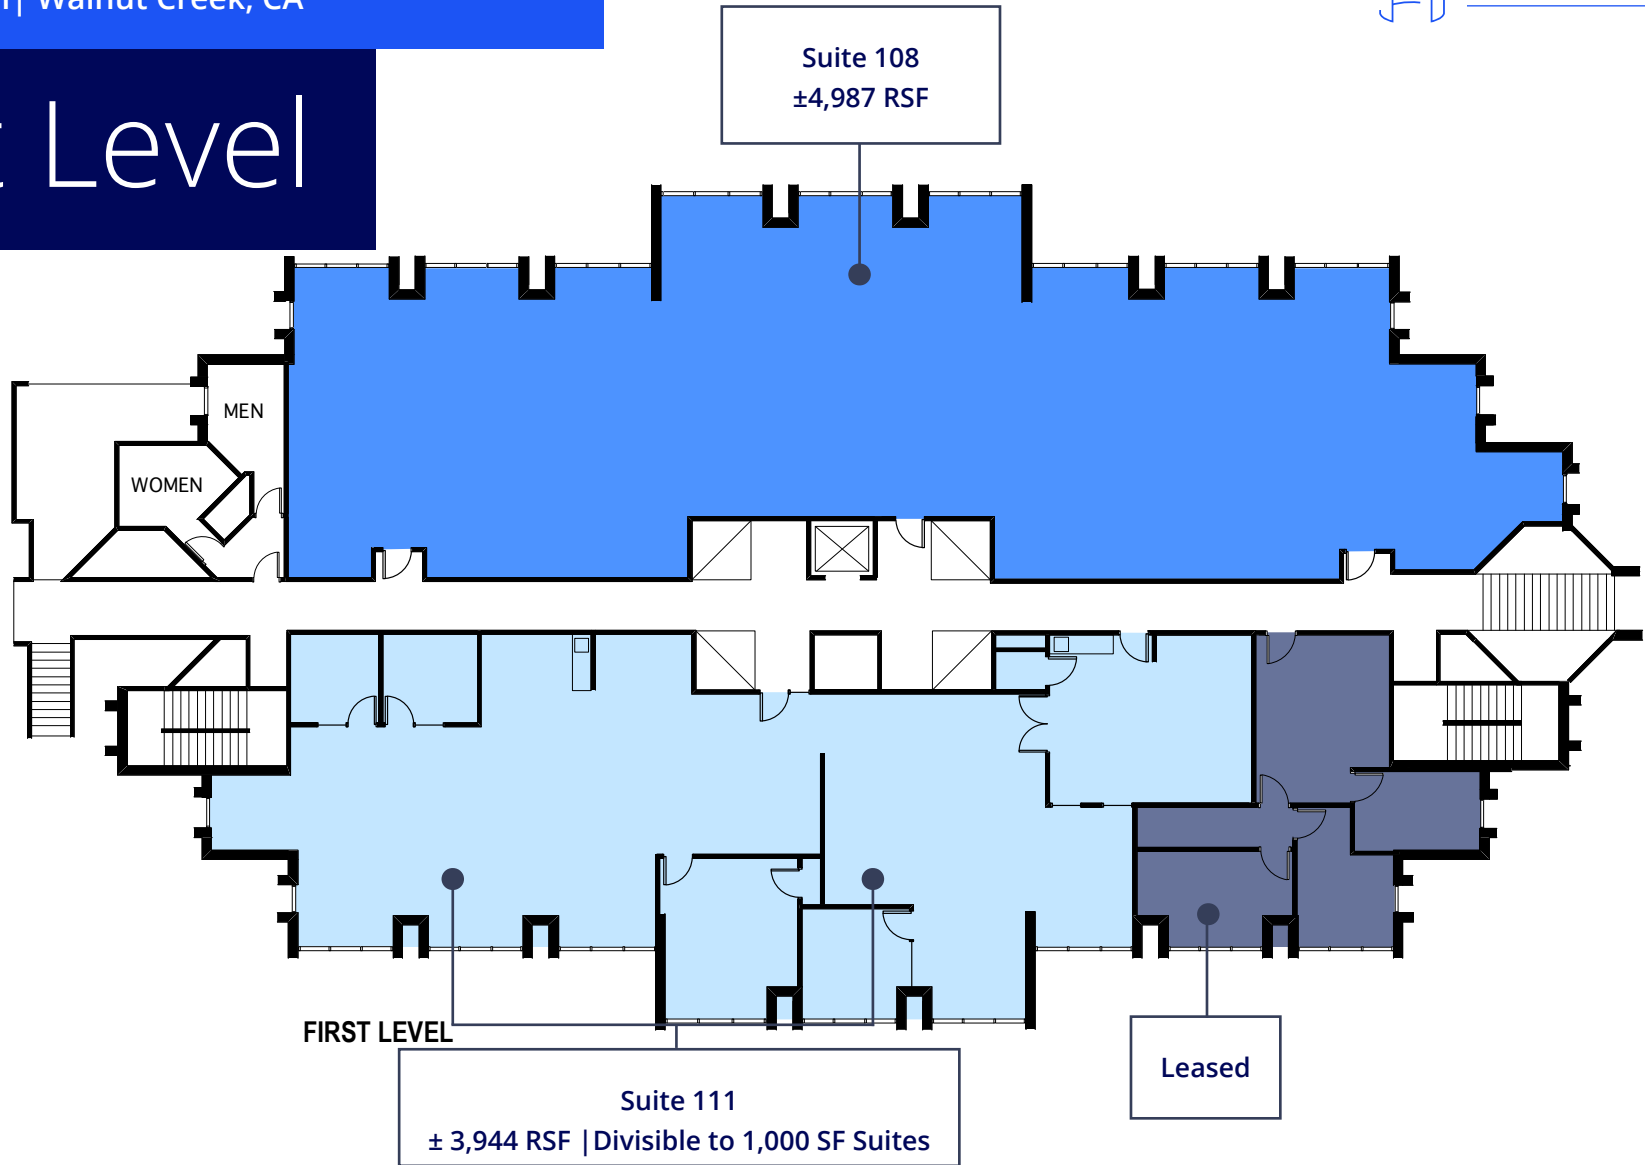 Walnut Creek, CA
Level
Suite 108
±4,987 RSF
MEN
WOMEN
FIRST LEVEL
Suite 111
± 3,944 RSF |Divisible to 1,000 SF Suites
Leased